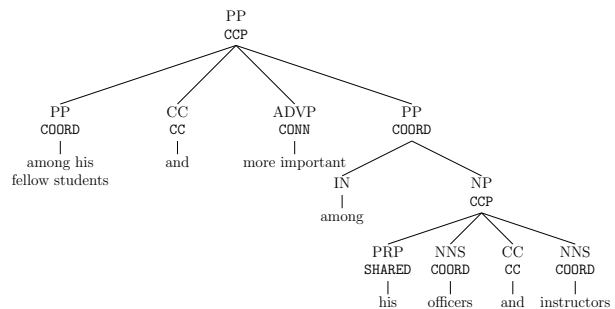 PP
CCP
PP CC ADVP PP
COORD CC CONN COORD
among his and more important
fellow students
IN NP
CCP
among
PRP NNS CC NNS
SHARED COORD CC COORD
his officers and instructors